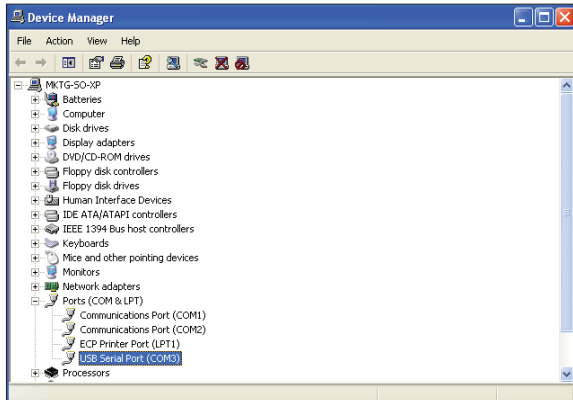 Device Manager
File Action View Help
MKTG-SO-XP
Batteries
Computer
Disk drives
Display adapters
DVD/CD-ROM drives
Floppy disk controllers
Floppy disk drives
Human Interface Devices
IDE ATA/ATAPI controllers
IEEE 1394 Bus host controllers
Keyboards
Mice and other pointing devices
Monitors
Network adapters
Ports (COM & LPT)
Communications Port (COM1)
Communications Port (COM2)
ECP Printer Port (LPT1)
USB Serial Port (COM3)
Processors